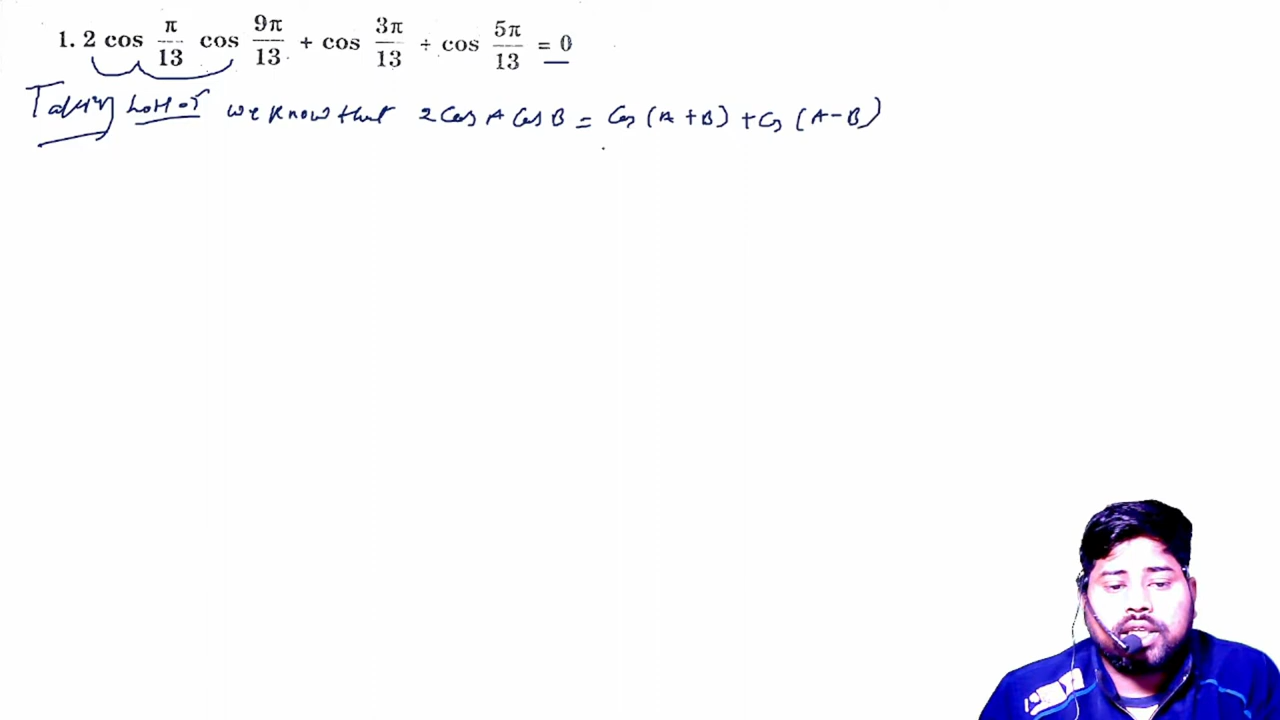 1. 2 cos π/13 cos 9π/13 + cos 3π/13 + cos 5π/13 = 0
Taking L.H.S we know that 2 Cos A Cos B = Cos (A + B) + Cos (A - B)